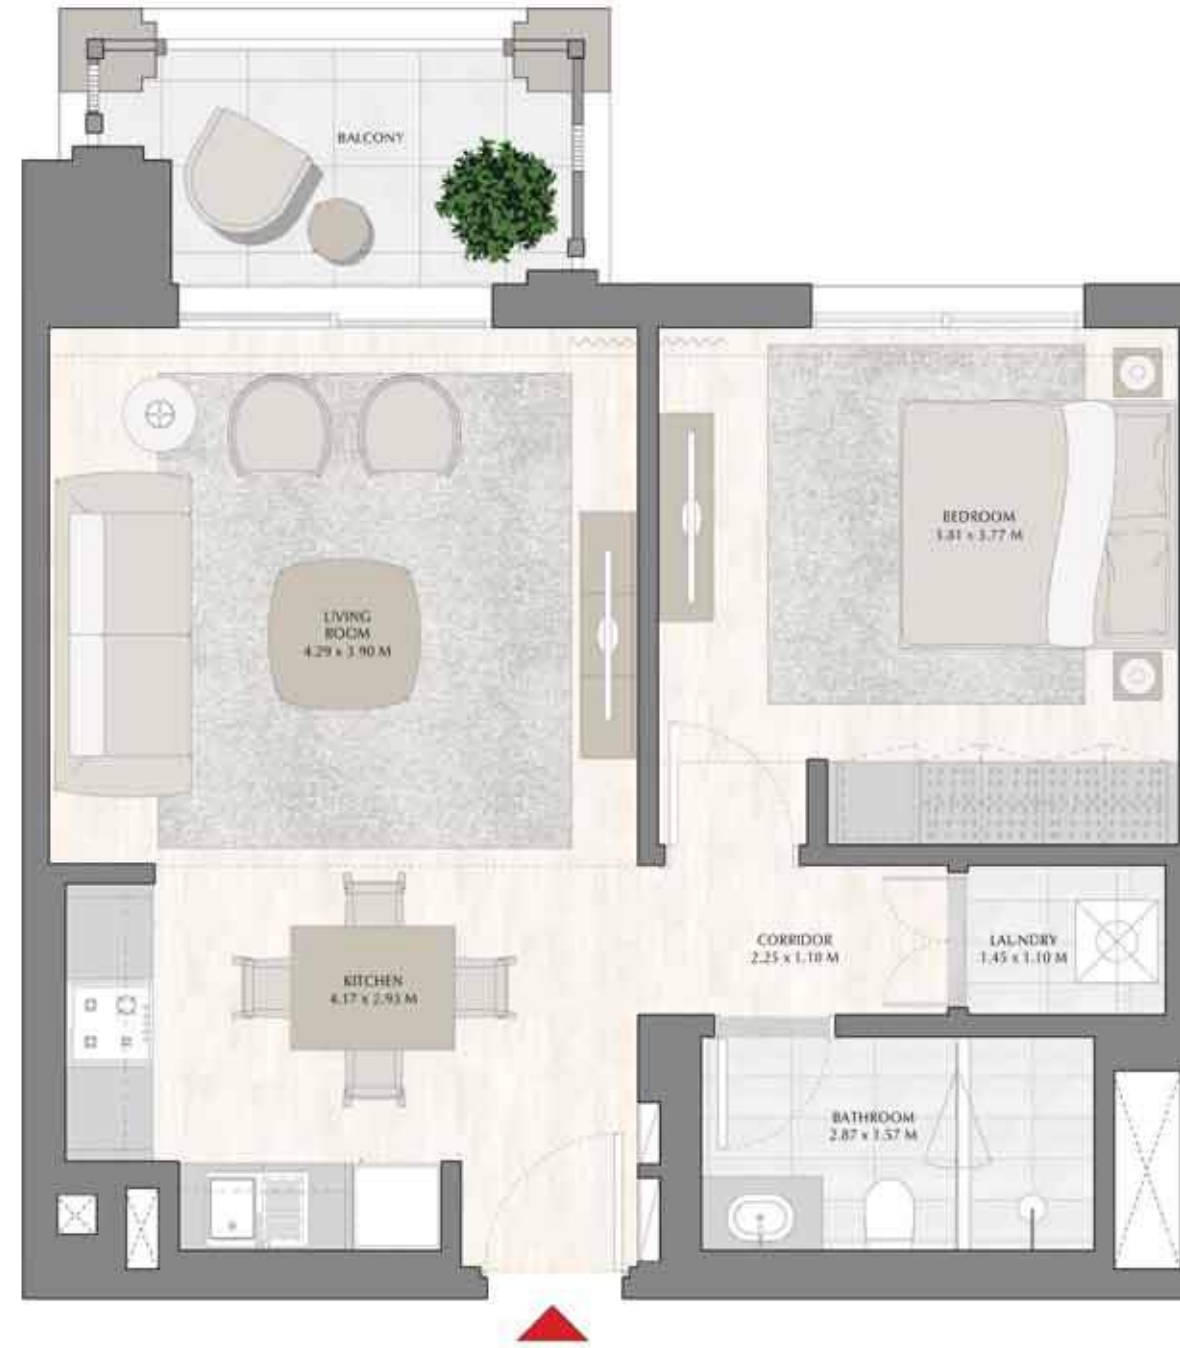 BALCONY
BEDROOM
3.81 x 3.77 M
LIVING
ROOM
4.29 x 3.90 M
CORRIDOR
2.25 x 1.10 M
LAUNDRY
1.45 x 1.10 M
KITCHEN
4.17 x 2.93 M
BATHROOM
2.87 x 1.57 M